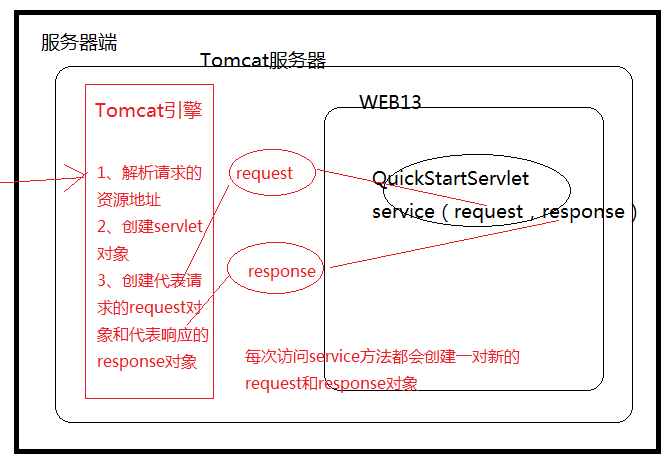 服务器端
Tomcat服务器
Tomcat引擎
1、解析请求的
资源地址
2、创建servlet
对象
3、创建代表请
求的request对
象和代表响应的
response对象
request
response
WEB13
QuickStartServlet
service（request，response）
每次访问service方法都会创建一对新的
request和response对象